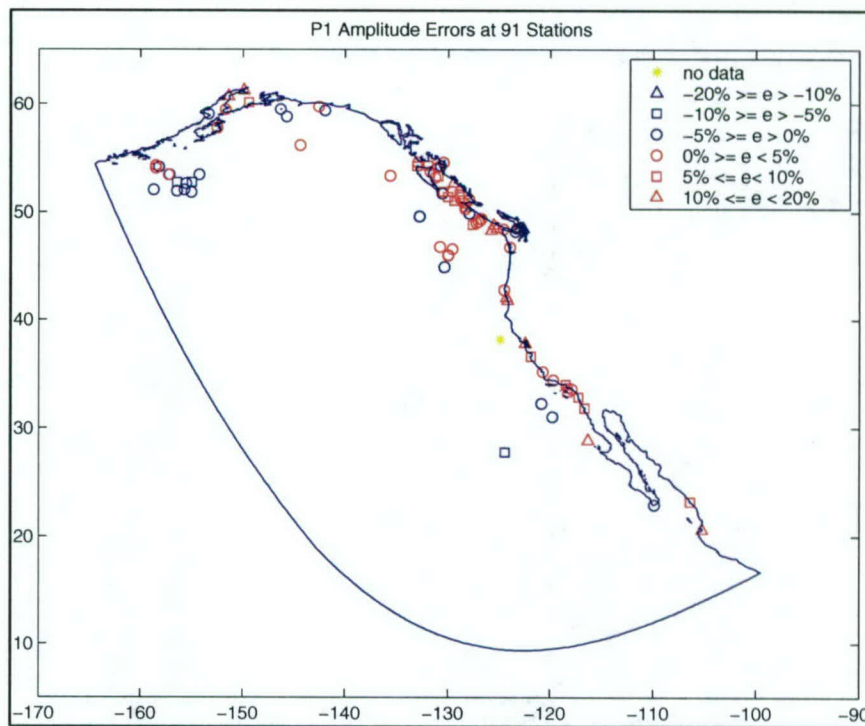 P1 Amplitude Errors at 91 Stations
no data
−20% >= e > −10%
−10% >= e > −5%
−5% >= e > 0%
0% >= e < 5%
5% <= e< 10%
10% <= e < 20%
60
50
40
30
20
10
−170 −160 −150 −140 −130 −120 −110 −100 −90